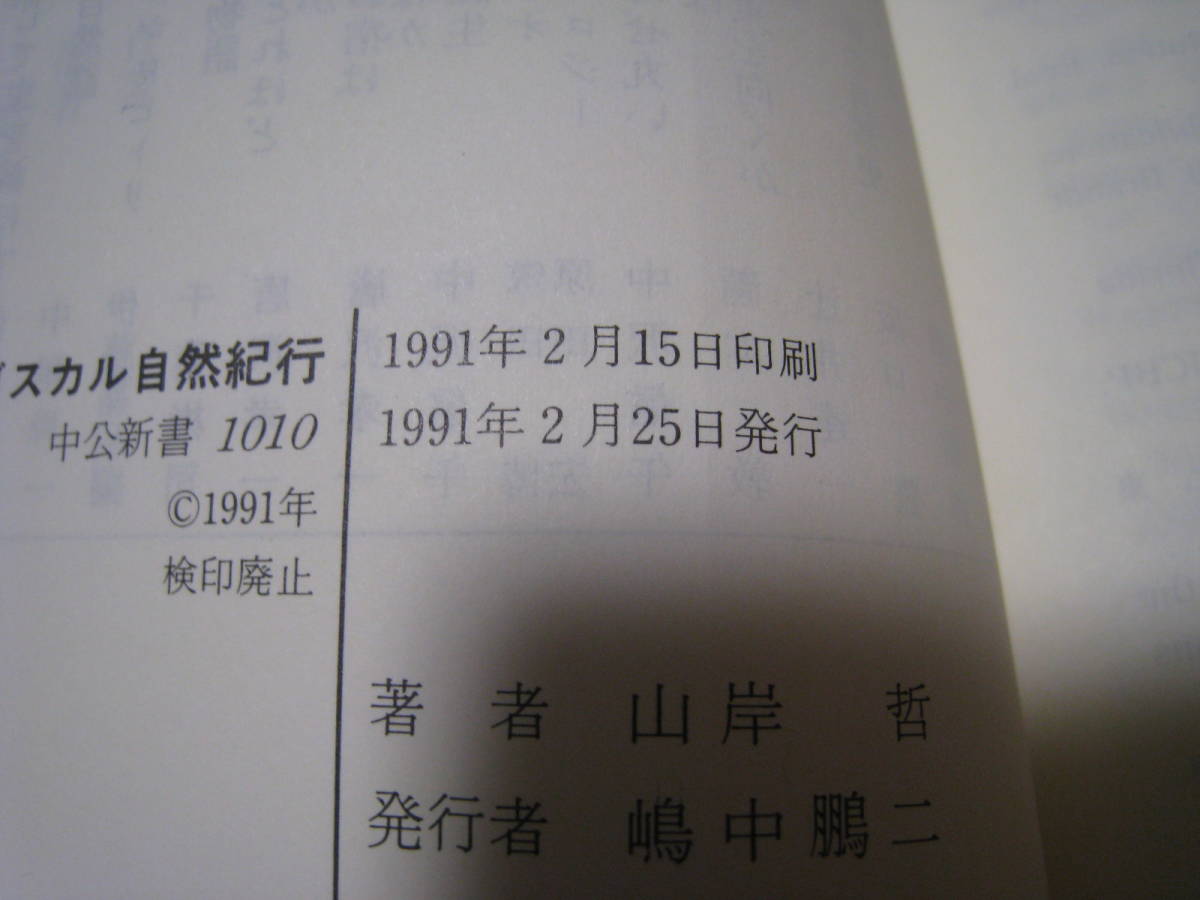 ガスカル自然紀行
中公新書 1010
©1991年
検印廃止
1991年 2 月15日印刷
1991年 2 月25日発行
著 者 山 岸 哲
発行者 嶋 中 鵬 二